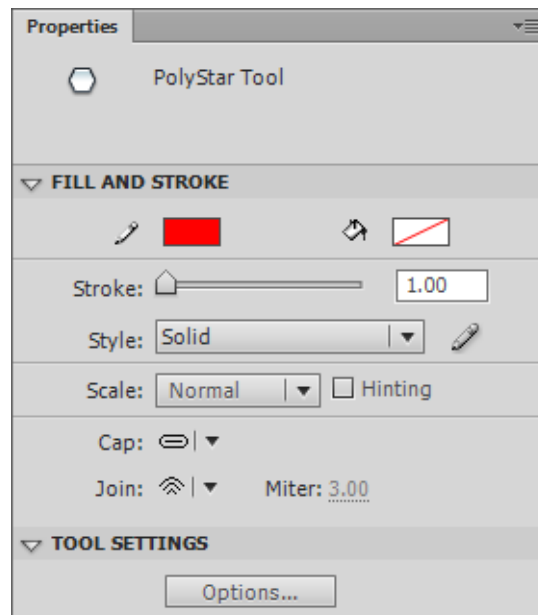 Properties
PolyStar Tool
FILL AND STROKE
Stroke: 1.00
Style: Solid
Scale: Normal Hinting
Cap:
Join: Miter: 3.00
TOOL SETTINGS
Options...